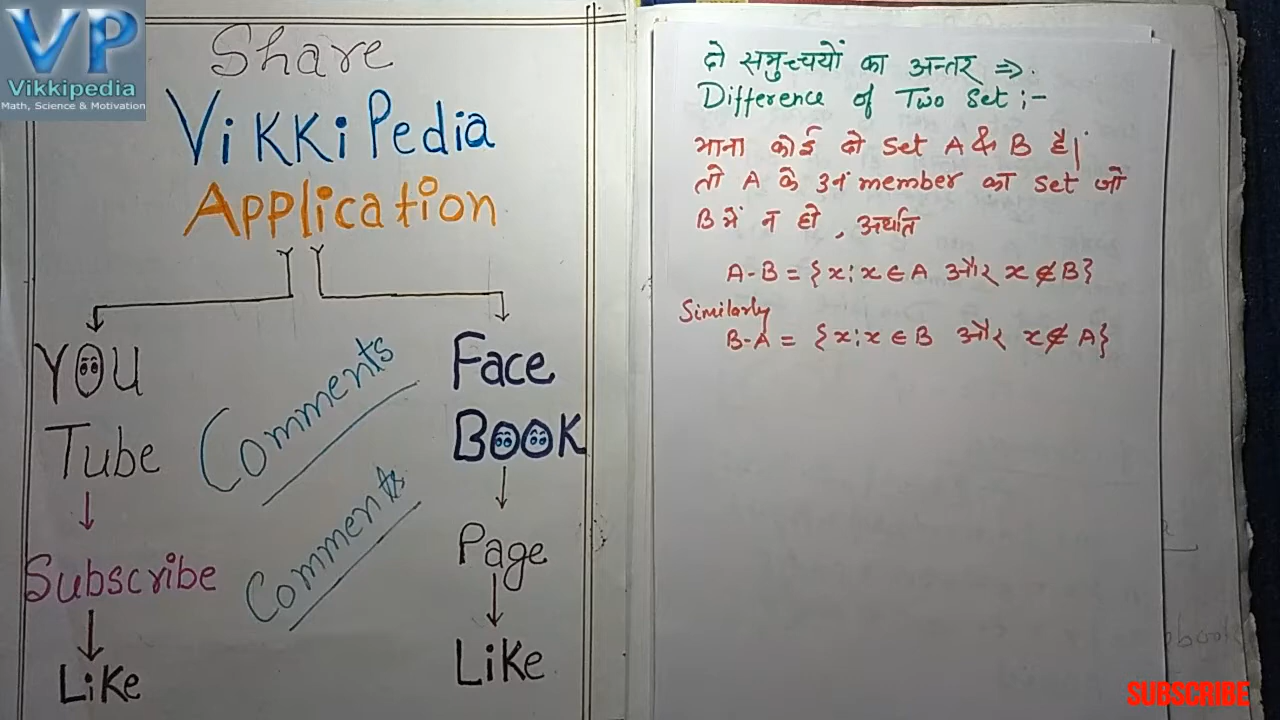 VP
Vikkipedia
Math, Science & Motivation
Share
VikkiPedia
Application
YOU
Tube
Subscribe
Like
Comments
Comments
Face
BOOK
Page
Like
दो समुच्चयों का अन्तर ⇒.
Difference of Two Set :-
माना कोई दो set A & B है।
तो A के उन member का set जो
B में न हो , अर्थात
A-B = {x : x ∈ A और x ∉ B}
Similarly
B-A = {x : x ∈ B और x ∉ A}
SUBSCRIBE